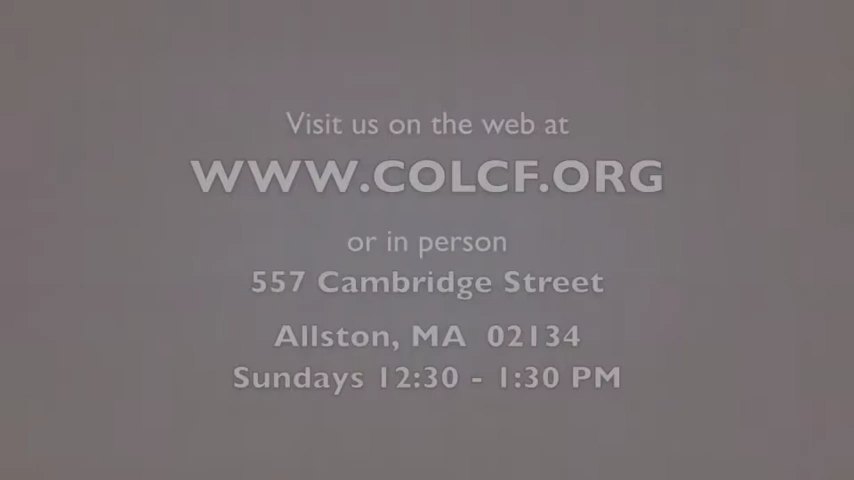 Visit us on the web at
WWW.COLCF.ORG
or in person
557 Cambridge Street
Allston, MA 02134
Sundays 12:30 - 1:30 PM